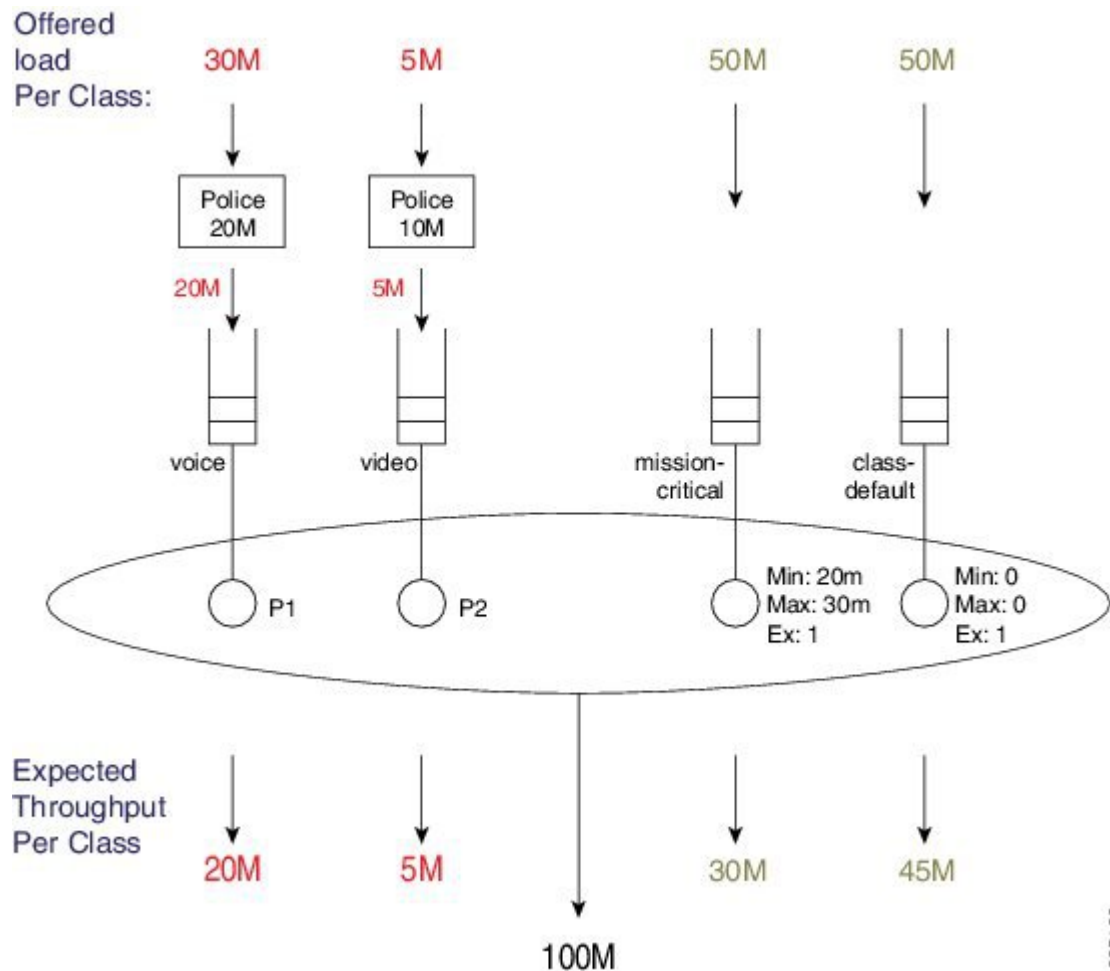 Offered
load
Per Class:
30M
5M
50M
50M
Police
20M
Police
10M
20M
5M
voice
video
mission-
critical
class-
default
P1
P2
Min: 20m
Max: 30m
Ex: 1
Min: 0
Max: 0
Ex: 1
Expected
Throughput
Per Class
20M
5M
30M
45M
100M